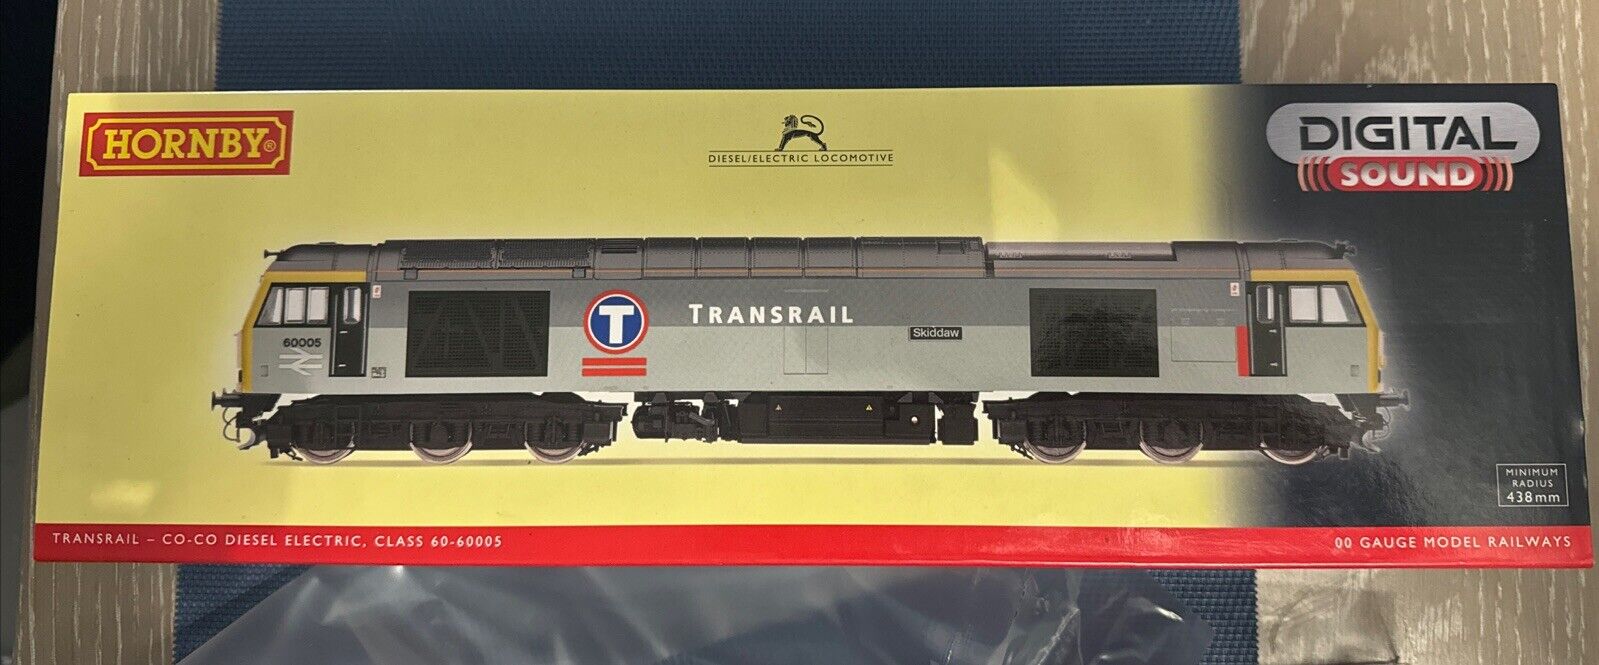 HORNBY®
DIESEL/ELECTRIC LOCOMOTIVE
DIGITAL
SOUND
T TRANSRAIL
Skiddaw
60005
MINIMUM
RADIUS
438mm
TRANSRAIL – CO-CO DIESEL ELECTRIC, CLASS 60-60005
00 GAUGE MODEL RAILWAYS